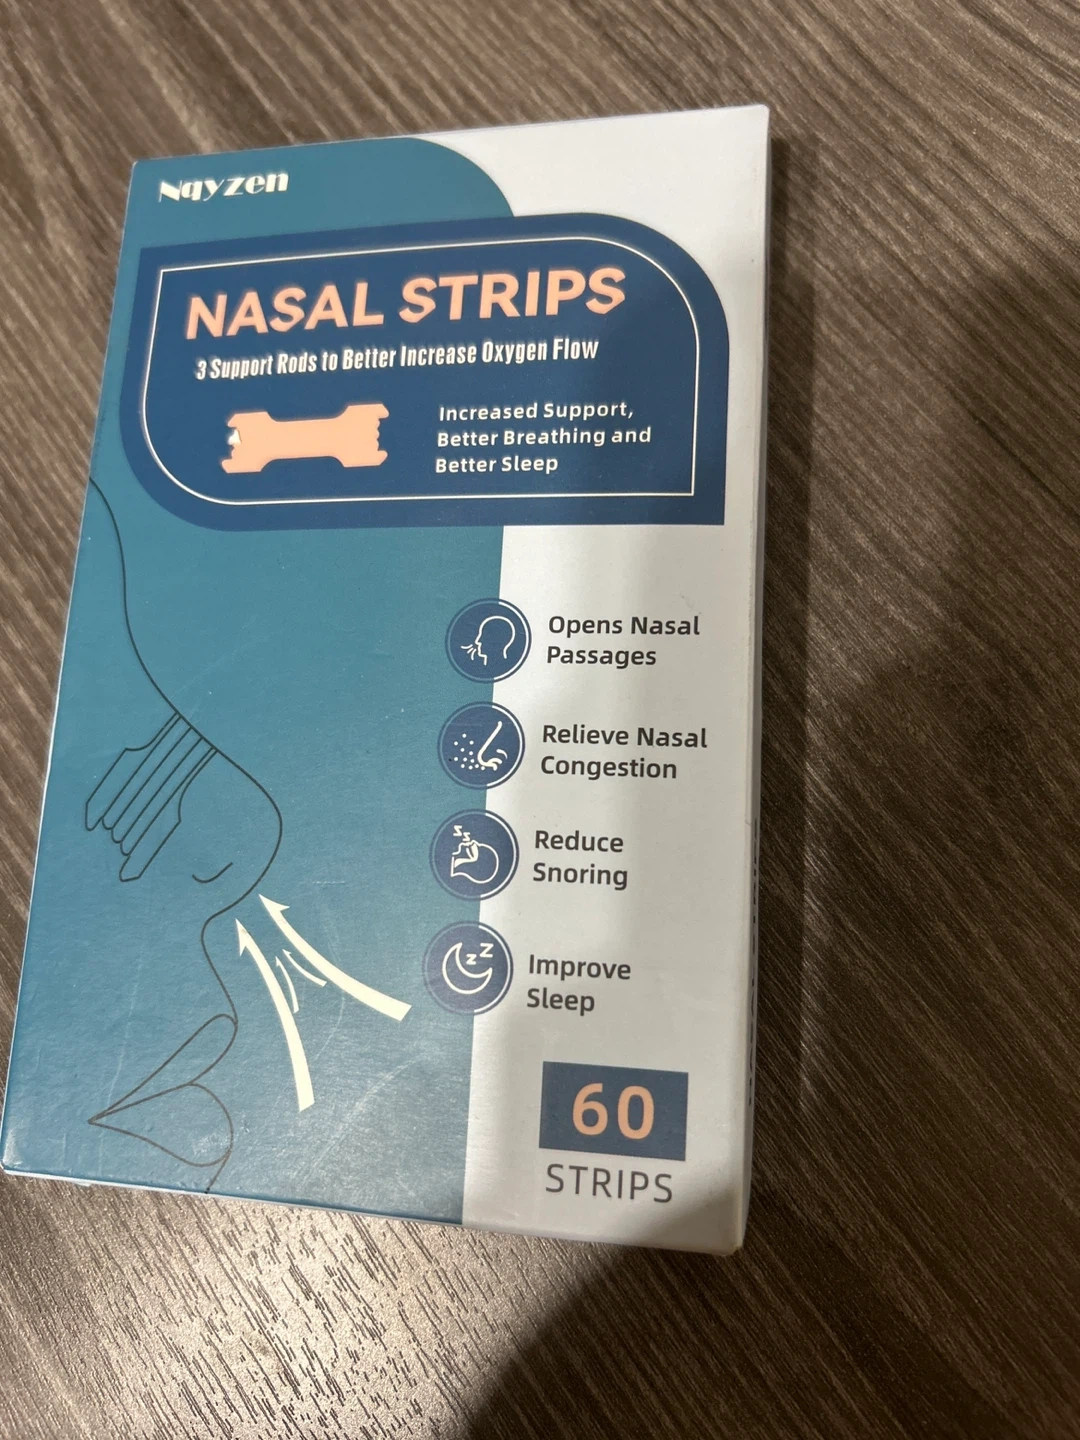 Nqyzen
NASAL STRIPS
3 Support Rods to Better Increase Oxygen Flow
Increased Support,
Better Breathing and
Better Sleep
Opens Nasal
Passages
Relieve Nasal
Congestion
Reduce
Snoring
Improve
Sleep
60
STRIPS